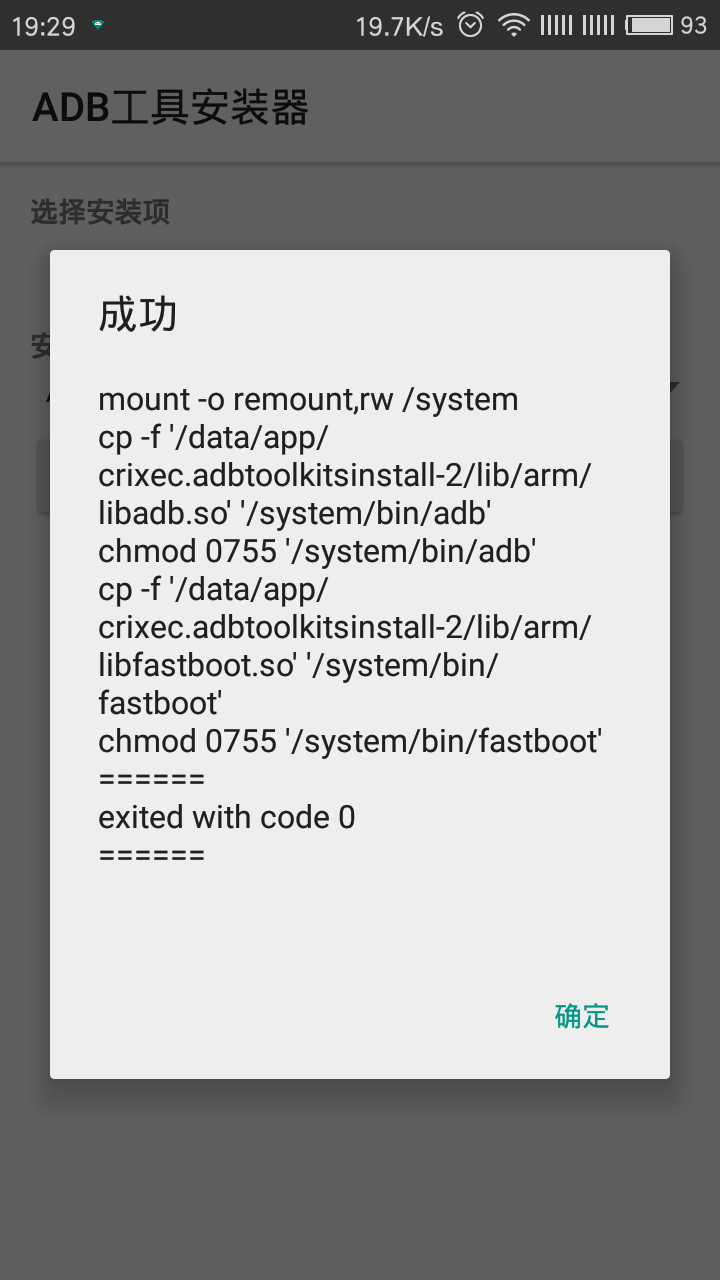 19:29 19.7K/s 93
ADB工具安装器
选择安装项
安
成功
mount -o remount,rw /system
cp -f '/data/app/
crixec.adbtoolkitsinstall-2/lib/arm/
libadb.so' '/system/bin/adb'
chmod 0755 '/system/bin/adb'
cp -f '/data/app/
crixec.adbtoolkitsinstall-2/lib/arm/
libfastboot.so' '/system/bin/
fastboot'
chmod 0755 '/system/bin/fastboot'
======
exited with code 0
======
确定